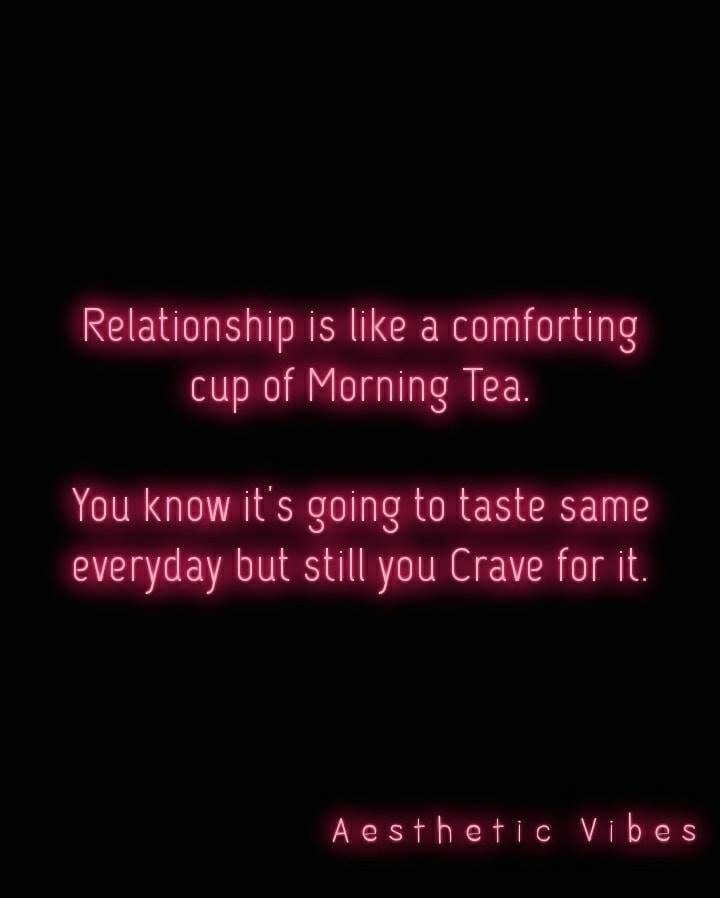 Relationship is like a comforting
cup of Morning Tea.
You know it's going to taste same
everyday but still you Crave for it.
Aesthetic Vibes